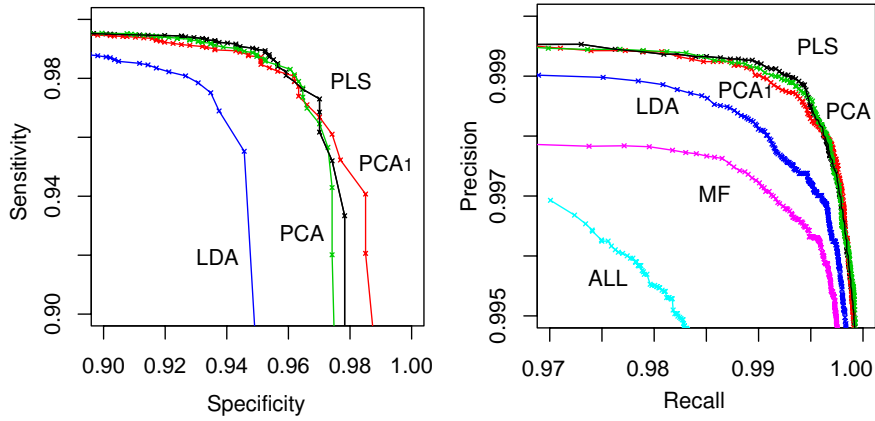 Sensitivity
0.90
0.94
0.98
PLS
PCA1
PCA
LDA
0.90 0.92 0.94 0.96 0.98 1.00
Specificity
Precision
0.995
0.997
0.999
PLS
LDA
PCA1
PCA
MF
ALL
0.97 0.98 0.99 1.00
Recall